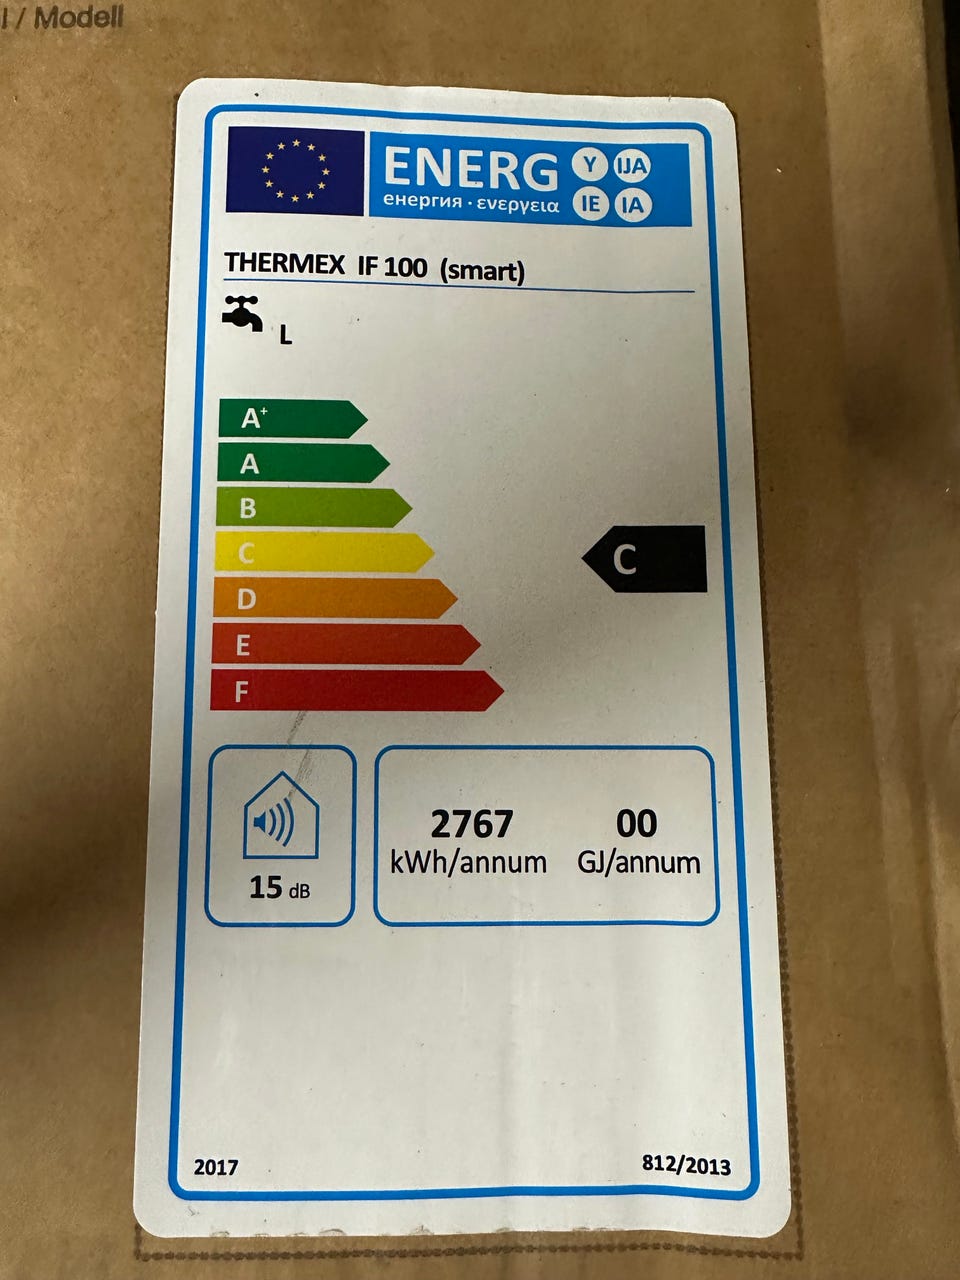 / Modell
ENERG Y IJA
енергия · ενεργεια IE IA
THERMEX IF 100 (smart)
L
A+
A
B
C
C
D
E
F
2767 00
kWh/annum GJ/annum
15 dB
2017 812/2013